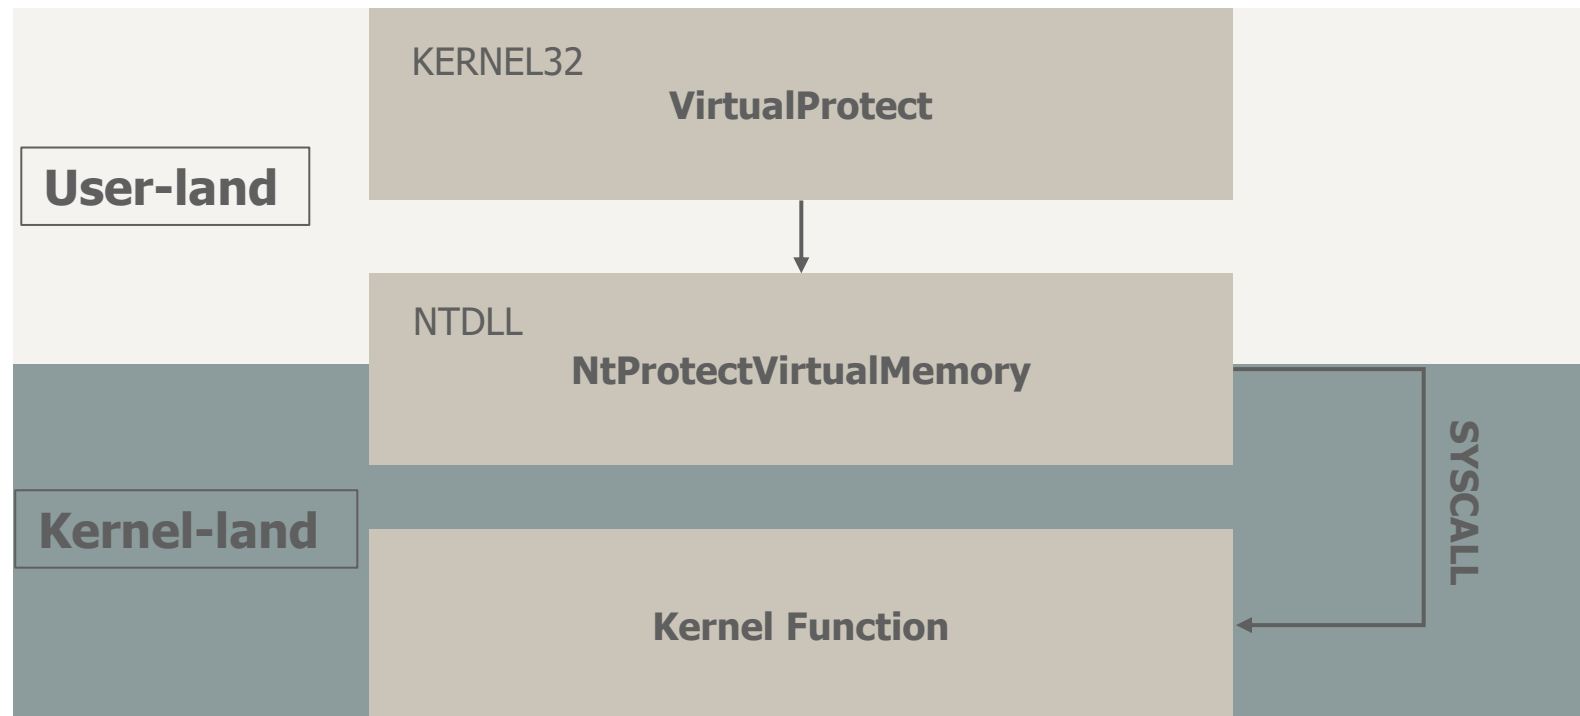 KERNEL32
VirtualProtect
User-land
NTDLL
NtProtectVirtualMemory
SYSCALL
Kernel-land
Kernel Function